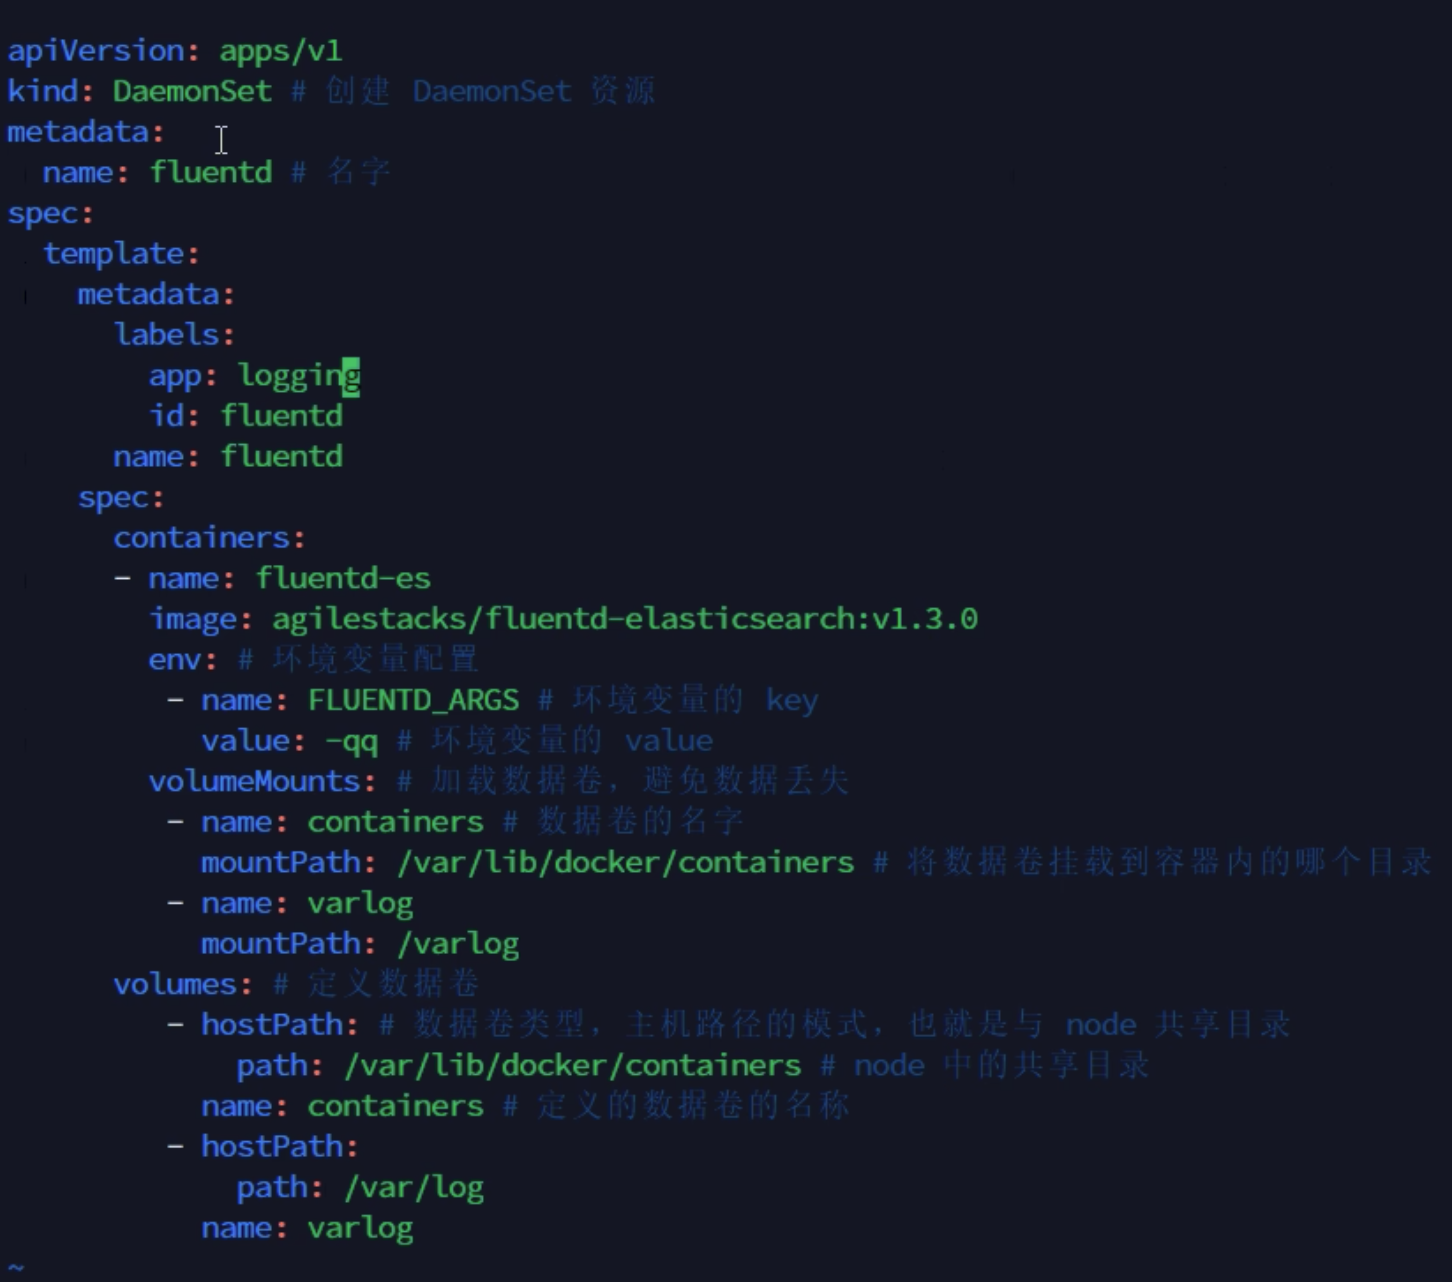 apiVersion: apps/v1
kind: DaemonSet # 创建 DaemonSet 资源
metadata:
  name: fluentd # 名字
spec:
  template:
    metadata:
      labels:
        app: logging
        id: fluentd
      name: fluentd
    spec:
      containers:
      - name: fluentd-es
        image: agilestacks/fluentd-elasticsearch:v1.3.0
        env: # 环境变量配置
         - name: FLUENTD_ARGS # 环境变量的 key
           value: -qq # 环境变量的 value
        volumeMounts: # 加载数据卷，避免数据丢失
         - name: containers # 数据卷的名字
           mountPath: /var/lib/docker/containers # 将数据卷挂载到容器内的哪个目录
         - name: varlog
           mountPath: /varlog
      volumes: # 定义数据卷
         - hostPath: # 数据卷类型，主机路径的模式，也就是与 node 共享目录
             path: /var/lib/docker/containers # node 中的共享目录
           name: containers # 定义的数据卷的名称
         - hostPath:
             path: /var/log
           name: varlog
~